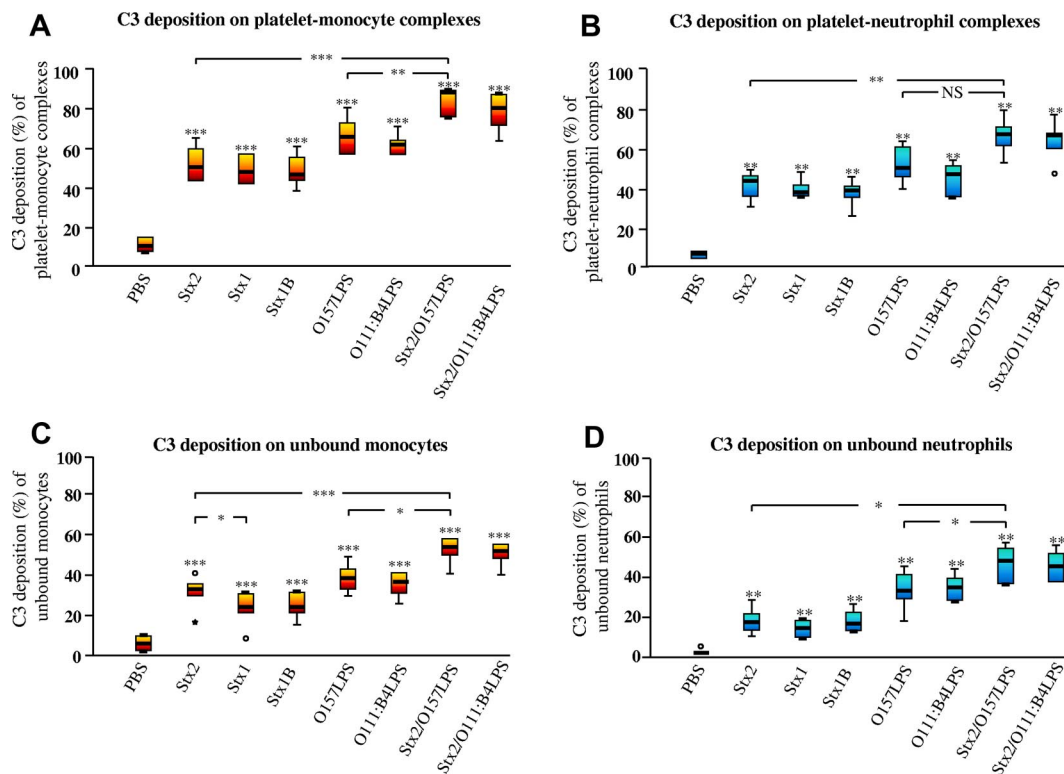 A
C3 deposition on platelet-monocyte complexes
C3 deposition (%) of
platelet-monocyte complexes
100
80
60
40
20
0
***
**
***
***
***
***
***
***
***
PBS
Stx2
Stx1
Stx1B
O157LPS
O111:B4LPS
Stx2/O157LPS
Stx2/O111:B4LPS
B
C3 deposition on platelet-neutrophil complexes
C3 deposition (%) of
platelet-neutrophil complexes
100
80
60
40
20
0
**
NS
**
**
**
**
**
**
**
PBS
Stx2
Stx1
Stx1B
O157LPS
O111:B4LPS
Stx2/O157LPS
Stx2/O111:B4LPS
C
C3 deposition on unbound monocytes
C3 deposition (%) of
unbound monocytes
100
80
60
40
20
0
***
*
*
***
***
***
***
***
***
***
PBS
Stx2
Stx1
Stx1B
O157LPS
O111:B4LPS
Stx2/O157LPS
Stx2/O111:B4LPS
D
C3 deposition on unbound neutrophils
C3 deposition (%) of
unbound neutrophils
100
80
60
40
20
0
*
*
**
**
**
**
**
**
**
PBS
Stx2
Stx1
Stx1B
O157LPS
O111:B4LPS
Stx2/O157LPS
Stx2/O111:B4LPS